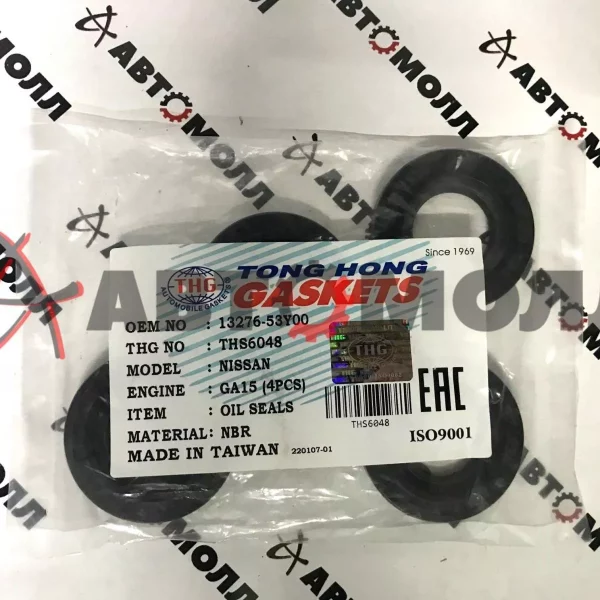 АВТОМОЛЛ
АВТОМОЛЛ
АВТОМОЛЛ
Since 1969
THG
AUTOMOBILE GASKETS
TONG HONG
GASKETS
OEM NO : 13276-53Y00
THG NO : THS6048
MODEL : NISSAN
ENGINE : GA15 (4PCS)
ITEM : OIL SEALS
MATERIAL: NBR
MADE IN TAIWAN 220107-01
THG
THS6048
EAC
ISO9001
АВТОМОЛЛ
АВТОМОЛЛ